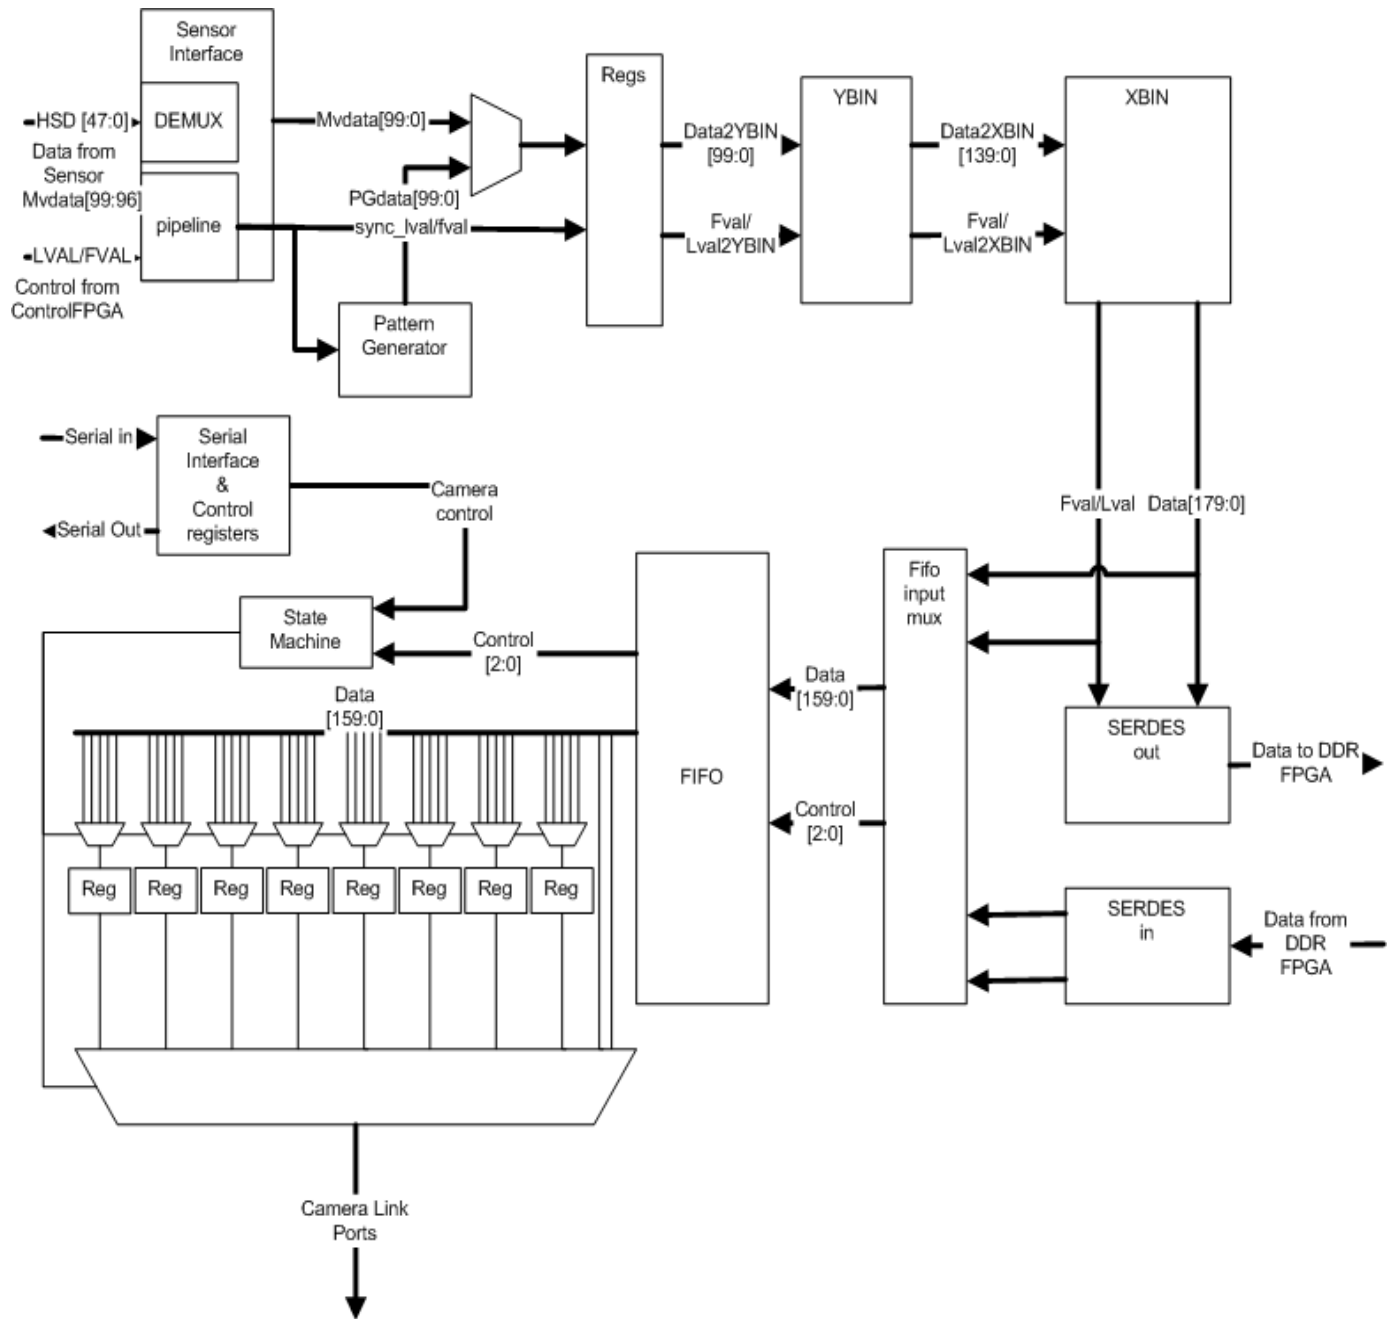 Sensor
Interface
HSD [47:0]
DEMUX
Data from
Sensor
Mvdata[99:96]
pipeline
LVAL/FVAL
Control from
ControlFPGA
Mvdata[99:0]
PGdata[99:0]
sync_lval/fval
Pattern
Generator
Regs
Data2YBIN
[99:0]
Fval/
Lval2YBIN
YBIN
Data2XBIN
[139:0]
Fval/
Lval2XBIN
XBIN
Serial in
Serial Out
Serial
Interface
&
Control
registers
Camera
control
Fval/Lval
Data[179:0]
State
Machine
Control
[2:0]
Data
[159:0]
FIFO
Data
[159:0]
Control
[2:0]
Fifo
input
mux
SERDES
out
Data to DDR
FPGA
SERDES
in
Data from
DDR
FPGA
Reg
Reg
Reg
Reg
Reg
Reg
Reg
Reg
Camera Link
Ports